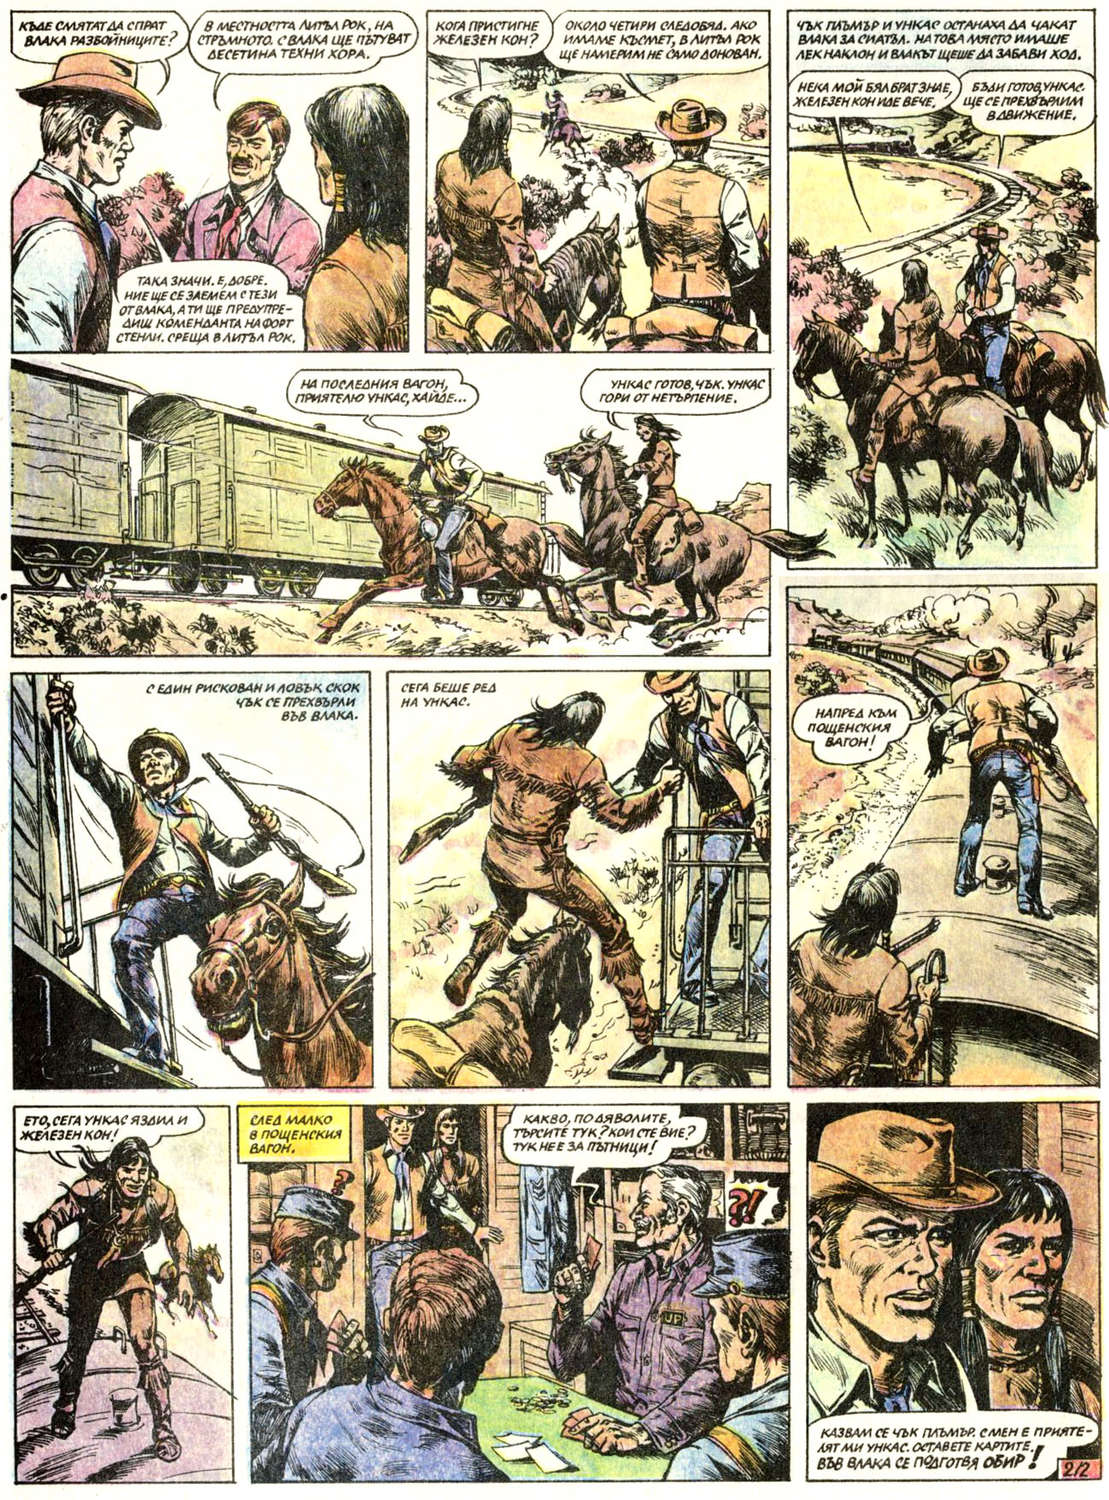 КЪДЕ СМЯТАТ ДА СПРАТ
ВЛАКА РАЗБОЙНИЦИТЕ?
В МЕСТНОСТТА ЛИТЪЛ РОК, НА
СТРЪМНОТО. С ВЛАКА ЩЕ ПЪТУВАТ
ДЕСЕТИНА ТЕХНИ ХОРА.
ТАКА ЗНАЧИ. Е, ДОБРЕ.
НИЕ ЩЕ СЕ ЗАЕМЕМ С ТЕЗИ
ОТ ВЛАКА, А ТИ ЩЕ ПРЕДУПРЕ-
ДИШ КОМЕНДАНТА НА ФОРТ
СТЕНЛИ. СРЕЩА В ЛИТЪЛ РОК.
КОГА ПРИСТИГНЕ
ЖЕЛЕЗЕН КОН?
ОКОЛО ЧЕТИРИ СЛЕДОБЯД. АКО
ИМАМЕ КЪСМЕТ, В ЛИТЪЛ РОК
ЩЕ НАМЕРИМ НЕ САМО ДОНОВАН.
ЧЪК ПЛЪМЪР И УНКАС ОСТАНАХА ДА ЧАКАТ
ВЛАКА ЗА СИАТЪЛ. НА ТОВА МЯСТО ИМАШЕ
ЛЕК НАКЛОН И ВЛАКЪТ ЩЕШЕ ДА ЗАБАВИ ХОД.
НЕКА МОЙ БЯЛ БРАТ ЗНАЕ,
ЖЕЛЕЗЕН КОН ИДЕ ВЕЧЕ.
БЪДИ ГОТОВ, УНКАС.
ЩЕ СЕ ПРЕХВЪРЛИМ
В ДВИЖЕНИЕ.
НА ПОСЛЕДНИЯ ВАГОН,
ПРИЯТЕЛЮ УНКАС, ХАЙДЕ...
УНКАС ГОТОВ, ЧЪК. УНКАС
ГОРИ ОТ НЕТЪРПЕНИЕ.
С ЕДИН РИСКОВАН И ЛОВЪК СКОК
ЧЪК СЕ ПРЕХВЪРЛИ
ВЪВ ВЛАКА.
СЕГА БЕШЕ РЕД
НА УНКАС.
НАПРЕД КЪМ
ПОЩЕНСКИЯ
ВАГОН!
ЕТО, СЕГА УНКАС ЯЗДИЛ И
ЖЕЛЕЗЕН КОН!
СЛЕД МАЛКО
В ПОЩЕНСКИЯ
ВАГОН.
КАКВО, ПО ДЯВОЛИТЕ,
ТЪРСИТЕ ТУК? КОИ СТЕ ВИЕ?
ТУК НЕ Е ЗА ПЪТНИЦИ!
?
?!
UP
КАЗВАМ СЕ ЧЪК ПЛЪМЪР. С МЕН Е ПРИЯТЕ-
ЛЯТ МИ УНКАС. ОСТАВЕТЕ КАРТИТЕ.
ВЪВ ВЛАКА СЕ ПОДГОТВЯ ОБИР!
2/2